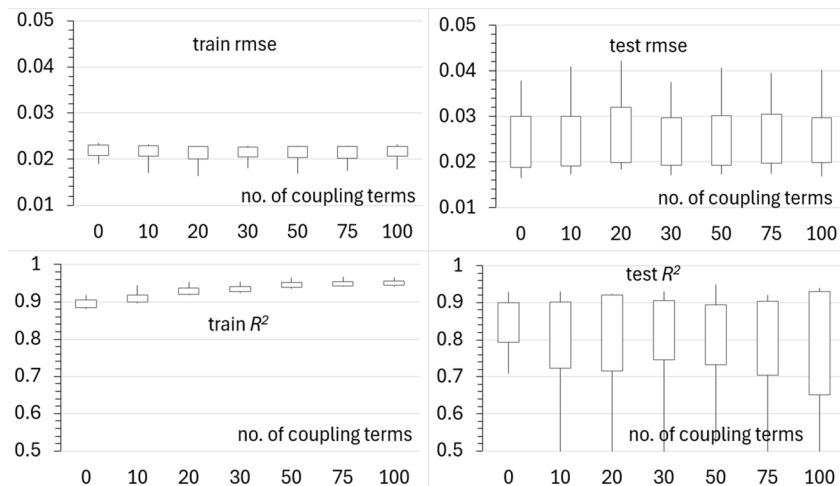 0.05
train rmse
0.04
0.03
0.02
no. of coupling terms
0.01
0 10 20 30 50 75 100
0.05
test rmse
0.04
0.03
0.02
no. of coupling terms
0.01
0 10 20 30 50 75 100
1
0.9
train R²
0.8
0.7
0.6
no. of coupling terms
0.5
0 10 20 30 50 75 100
1
test R²
0.9
0.8
0.7
0.6
no. of coupling terms
0.5
0 10 20 30 50 75 100